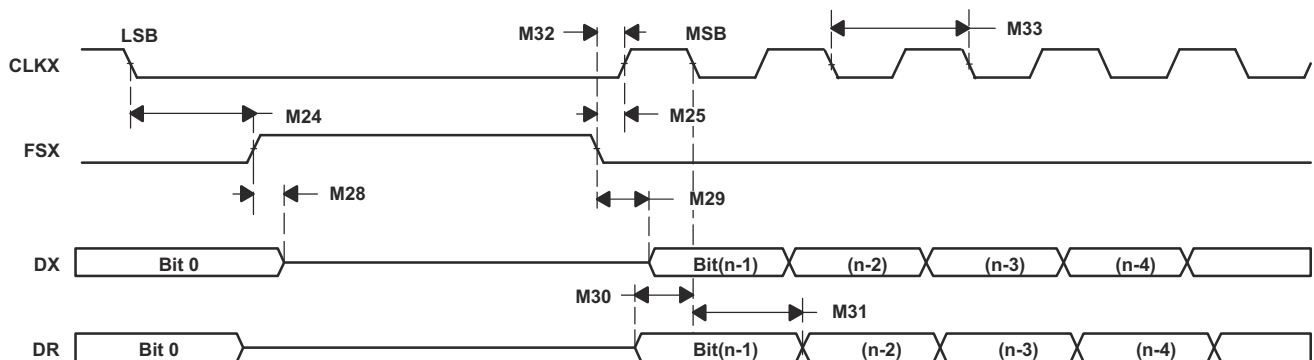 LSB
M32
MSB
M33
CLKX
M24
M25
FSX
M28
M29
DX
Bit 0
Bit(n-1)
(n-2)
(n-3)
(n-4)
M30
M31
DR
Bit 0
Bit(n-1)
(n-2)
(n-3)
(n-4)